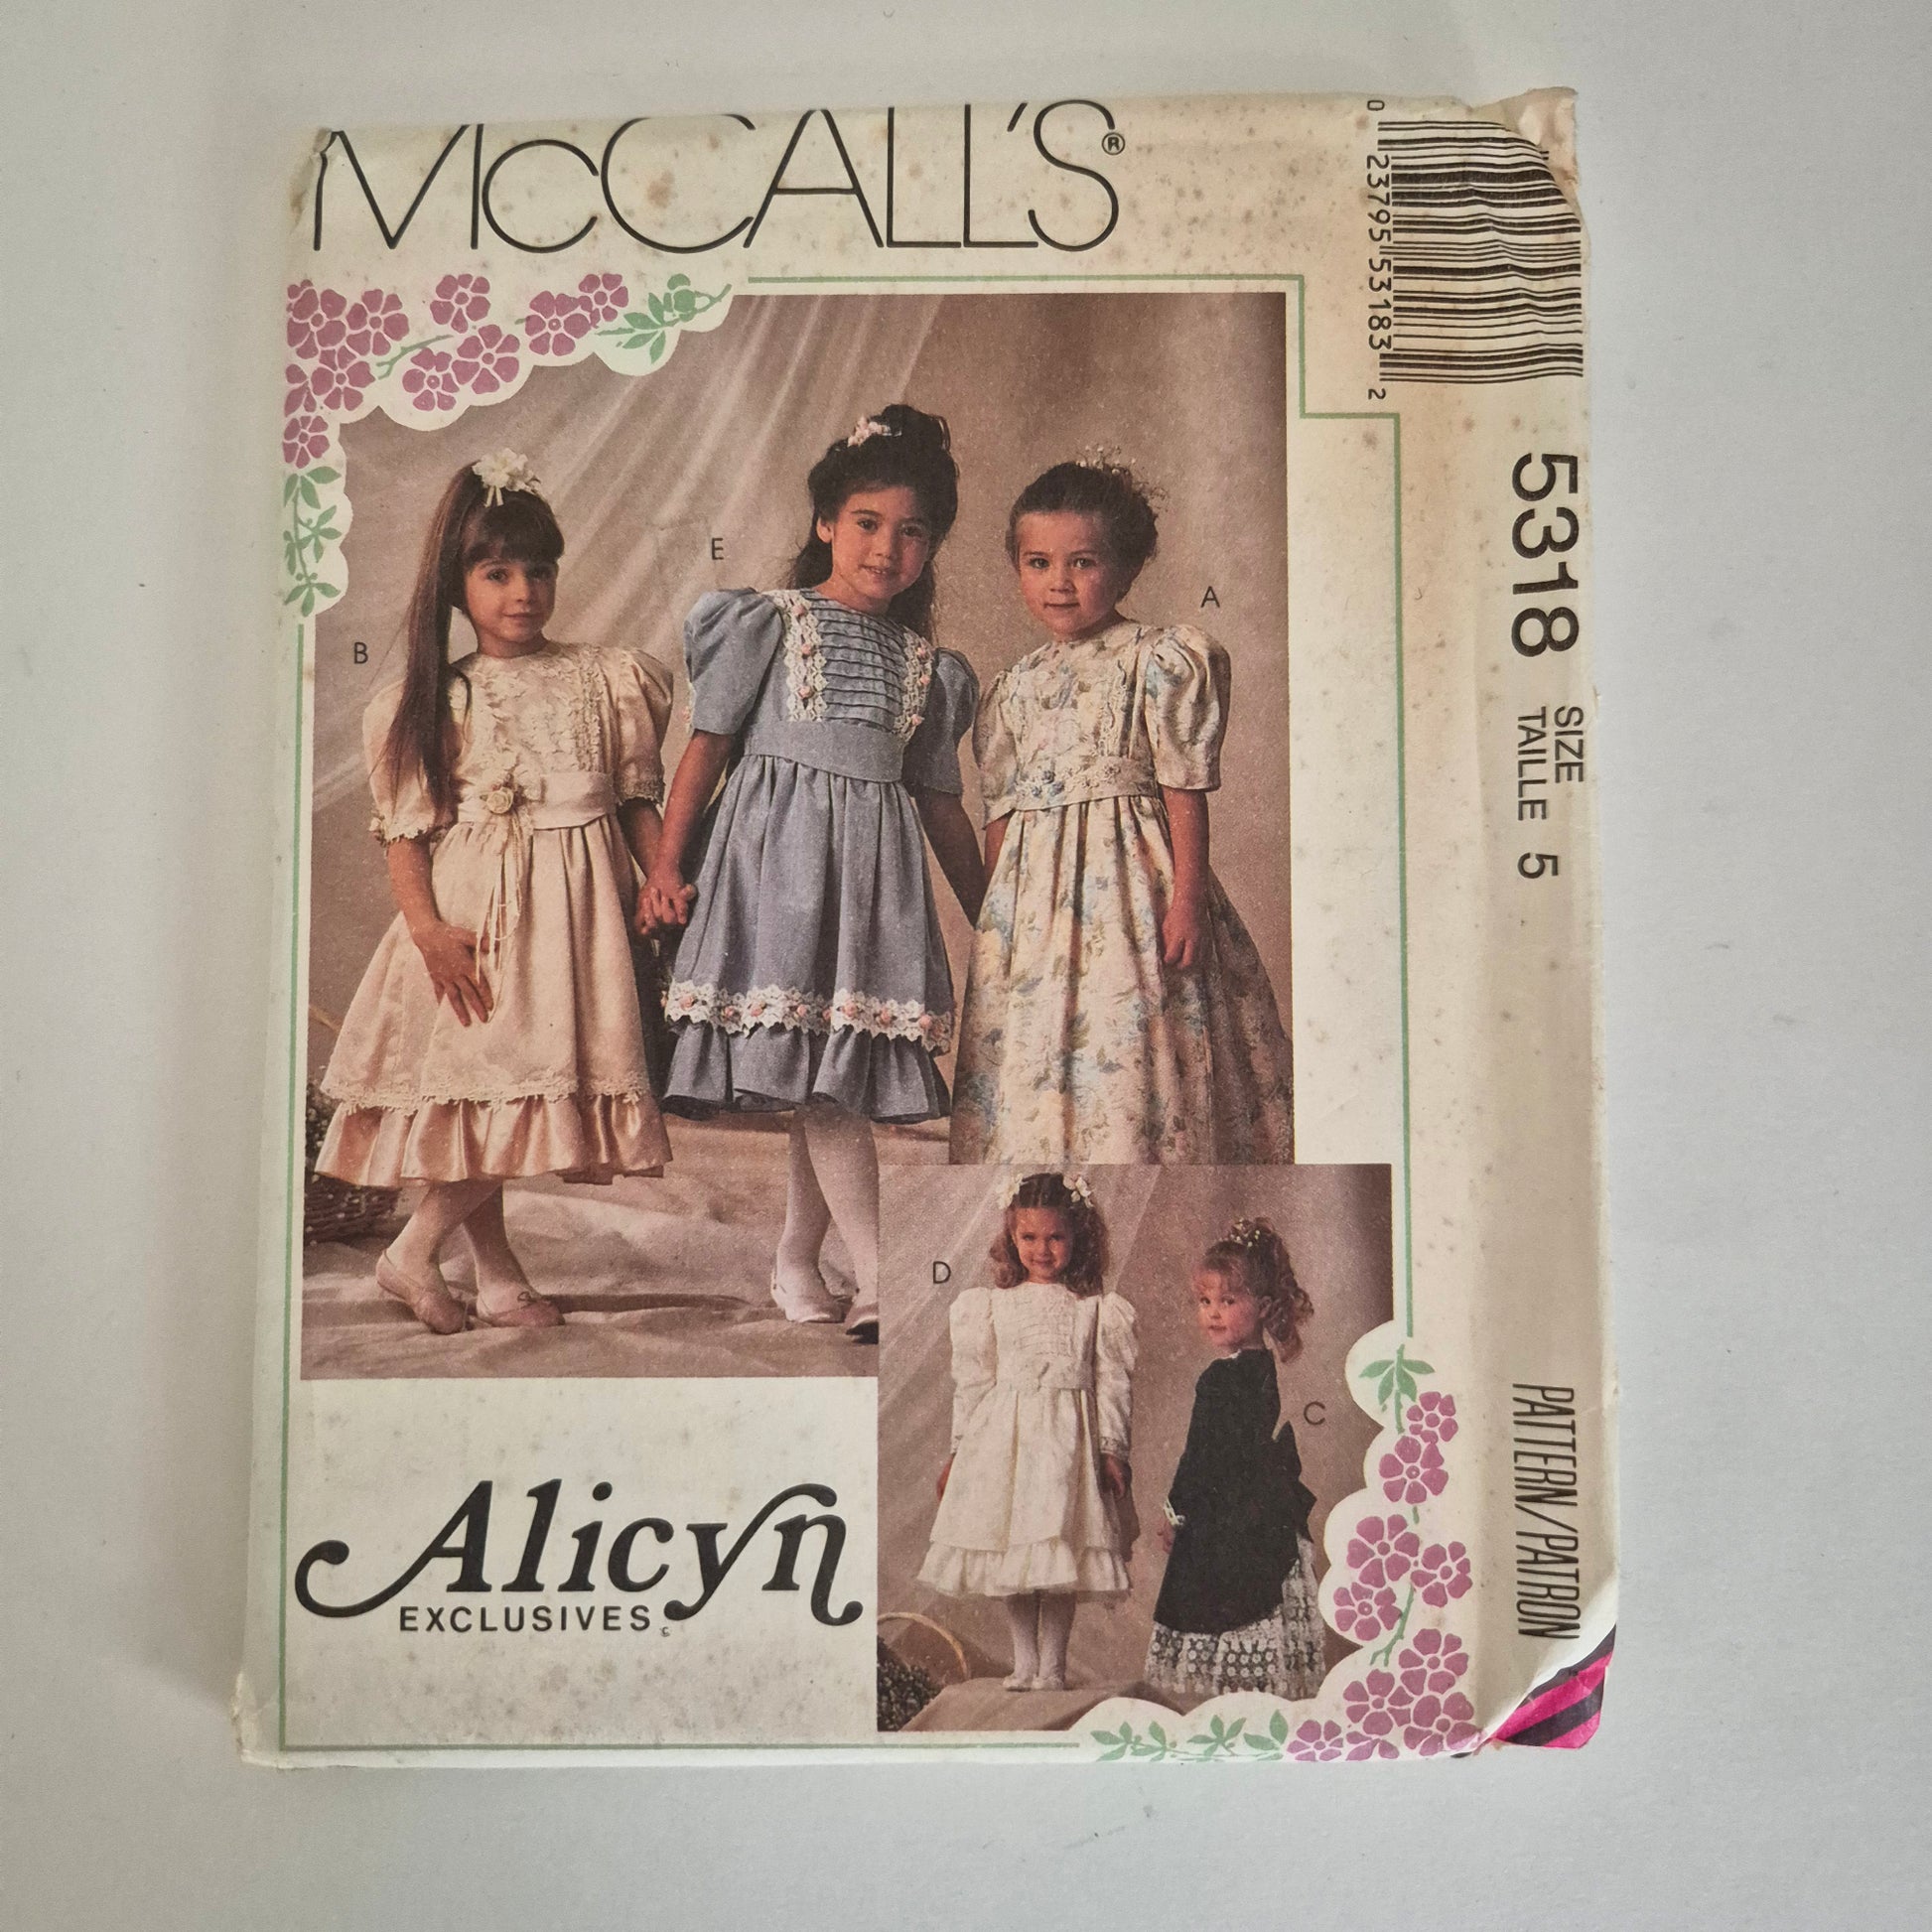 McCALL'S®
0 23795 53183 2
5318 SIZE
TAILLE 5
PATTERN/PATRON
B
E
A
D
C
Alicyn
EXCLUSIVES